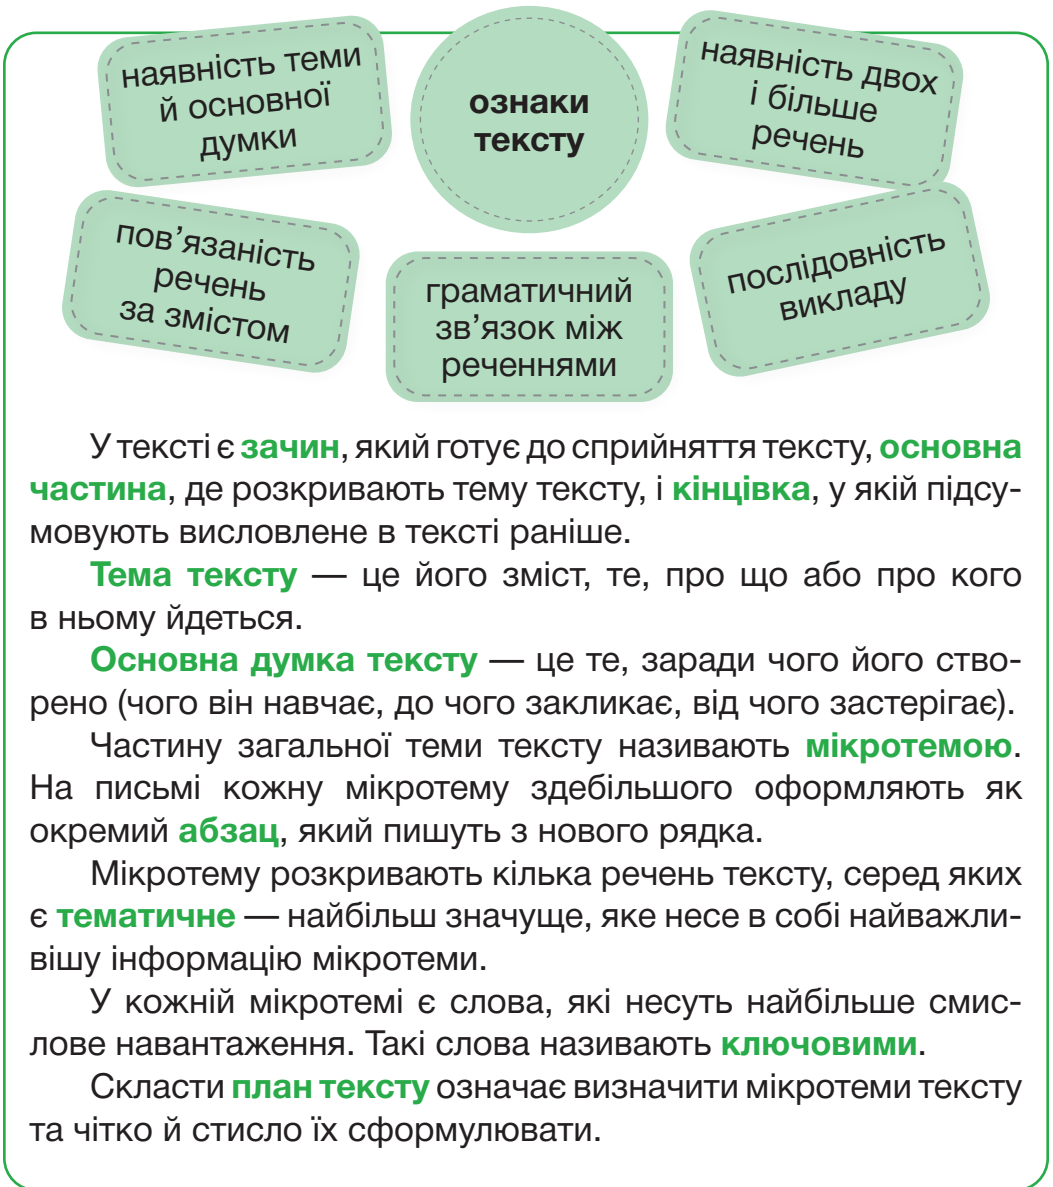 наявність теми
й основної
думки
ознаки
тексту
наявність двох
і більше
речень
пов’язаність
речень
за змістом
граматичний
зв’язок між
реченнями
послідовність
викладу
У тексті є зачин, який готує до сприйняття тексту, основна
частина, де розкривають тему тексту, і кінцівка, у якій підсу-
мовують висловлене в тексті раніше.
Тема тексту — це його зміст, те, про що або про кого
в ньому йдеться.
Основна думка тексту — це те, заради чого його ство-
рено (чого він навчає, до чого закликає, від чого застерігає).
Частину загальної теми тексту називають мікротемою.
На письмі кожну мікротему здебільшого оформляють як
окремий абзац, який пишуть з нового рядка.
Мікротему розкривають кілька речень тексту, серед яких
є тематичне — найбільш значуще, яке несе в собі найважли-
вішу інформацію мікротеми.
У кожній мікротемі є слова, які несуть найбільше смис-
лове навантаження. Такі слова називають ключовими.
Скласти план тексту означає визначити мікротеми тексту
та чітко й стисло їх сформулювати.